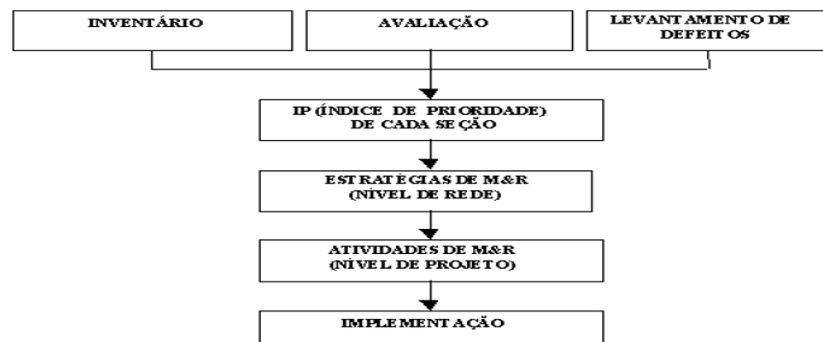 INVENTÁRIO
AVALIAÇÃO
LEVANTAMENTO DE
DEFEITOS
IP (ÍNDICE DE PRIORIDADE)
DE CADA SEÇÃO
ESTRATÉGIAS DE M&R
(NÍVEL DE REDE)
ATIVIDADES DE M&R
(NÍVEL DE PROJETO)
IMPLEMENTAÇÃO